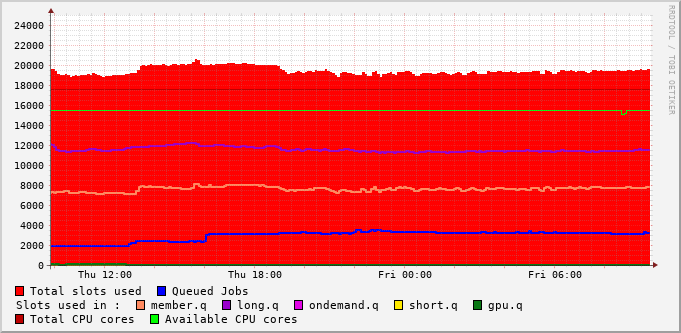 24000
22000
20000
18000
16000
14000
12000
10000
8000
6000
4000
2000
0
Thu 12:00 Thu 18:00 Fri 00:00 Fri 06:00
Total slots used Queued Jobs
Slots used in : member.q long.q ondemand.q short.q gpu.q
Total CPU cores Available CPU cores
RRDTOOL / TOBI OETIKER